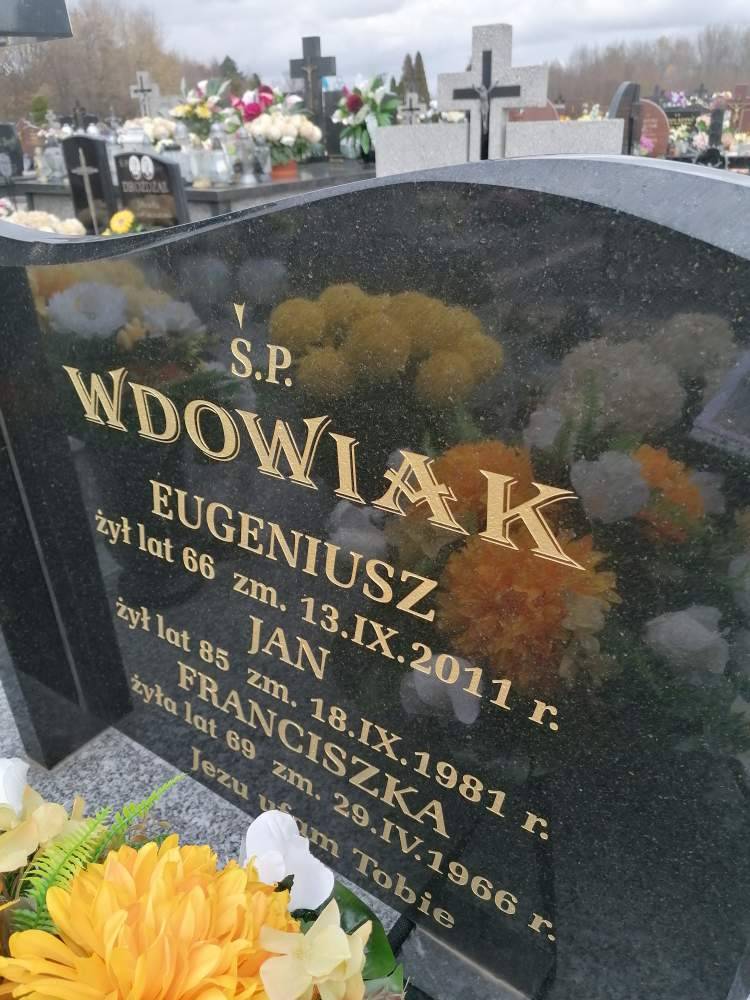 Ś.P.
WDOWIAK
EUGENIUSZ
żył lat 66 zm. 13.IX.2011 r.
JAN
żył lat 85 zm. 18.IX.1981 r.
FRANCISZKA
żyła lat 69 zm. 29.IV.1966 r.
Jezu ufam Tobie